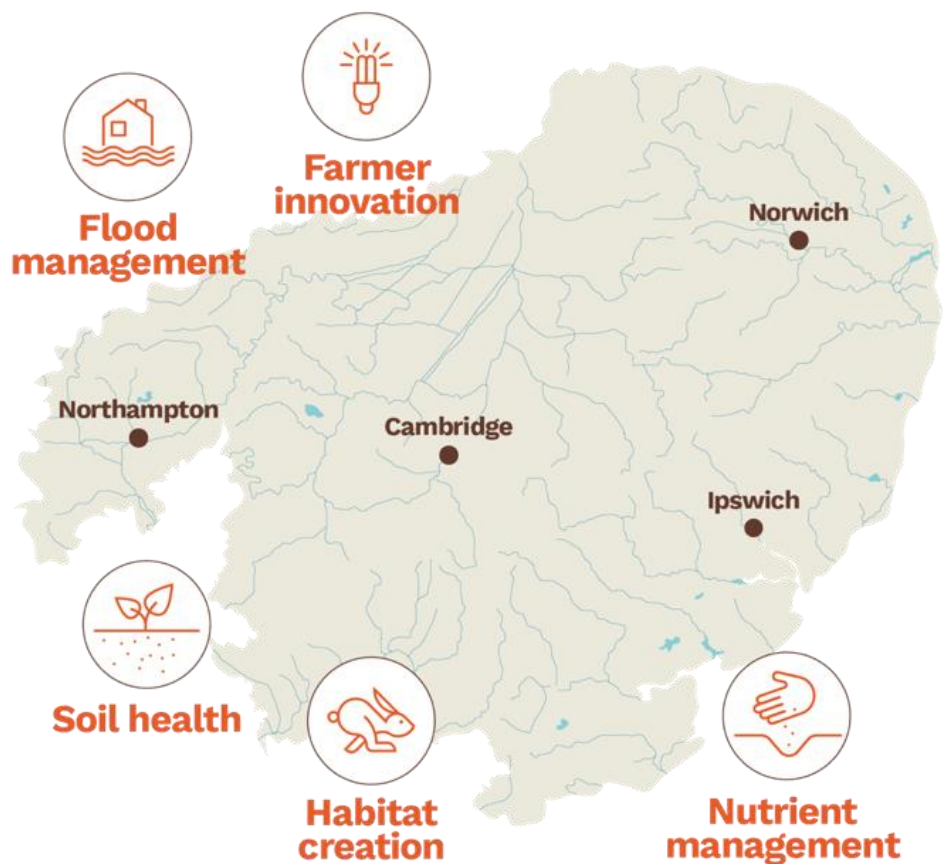 Farmer
innovation
Flood
management
Norwich
Northampton
Cambridge
Ipswich
Soil health
Habitat
creation
Nutrient
management